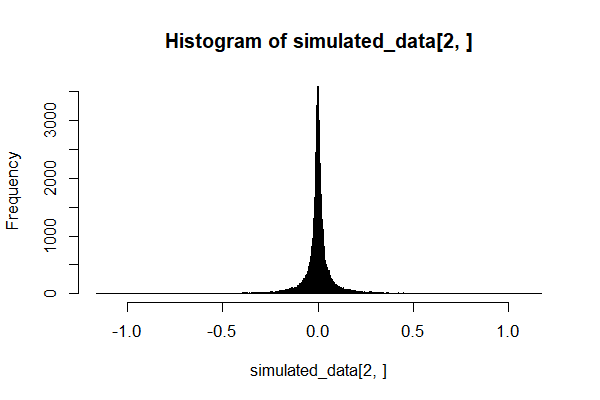 Histogram of simulated_data[2, ]
Frequency
3000
2000
1000
0
-1.0 -0.5 0.0 0.5 1.0
simulated_data[2, ]